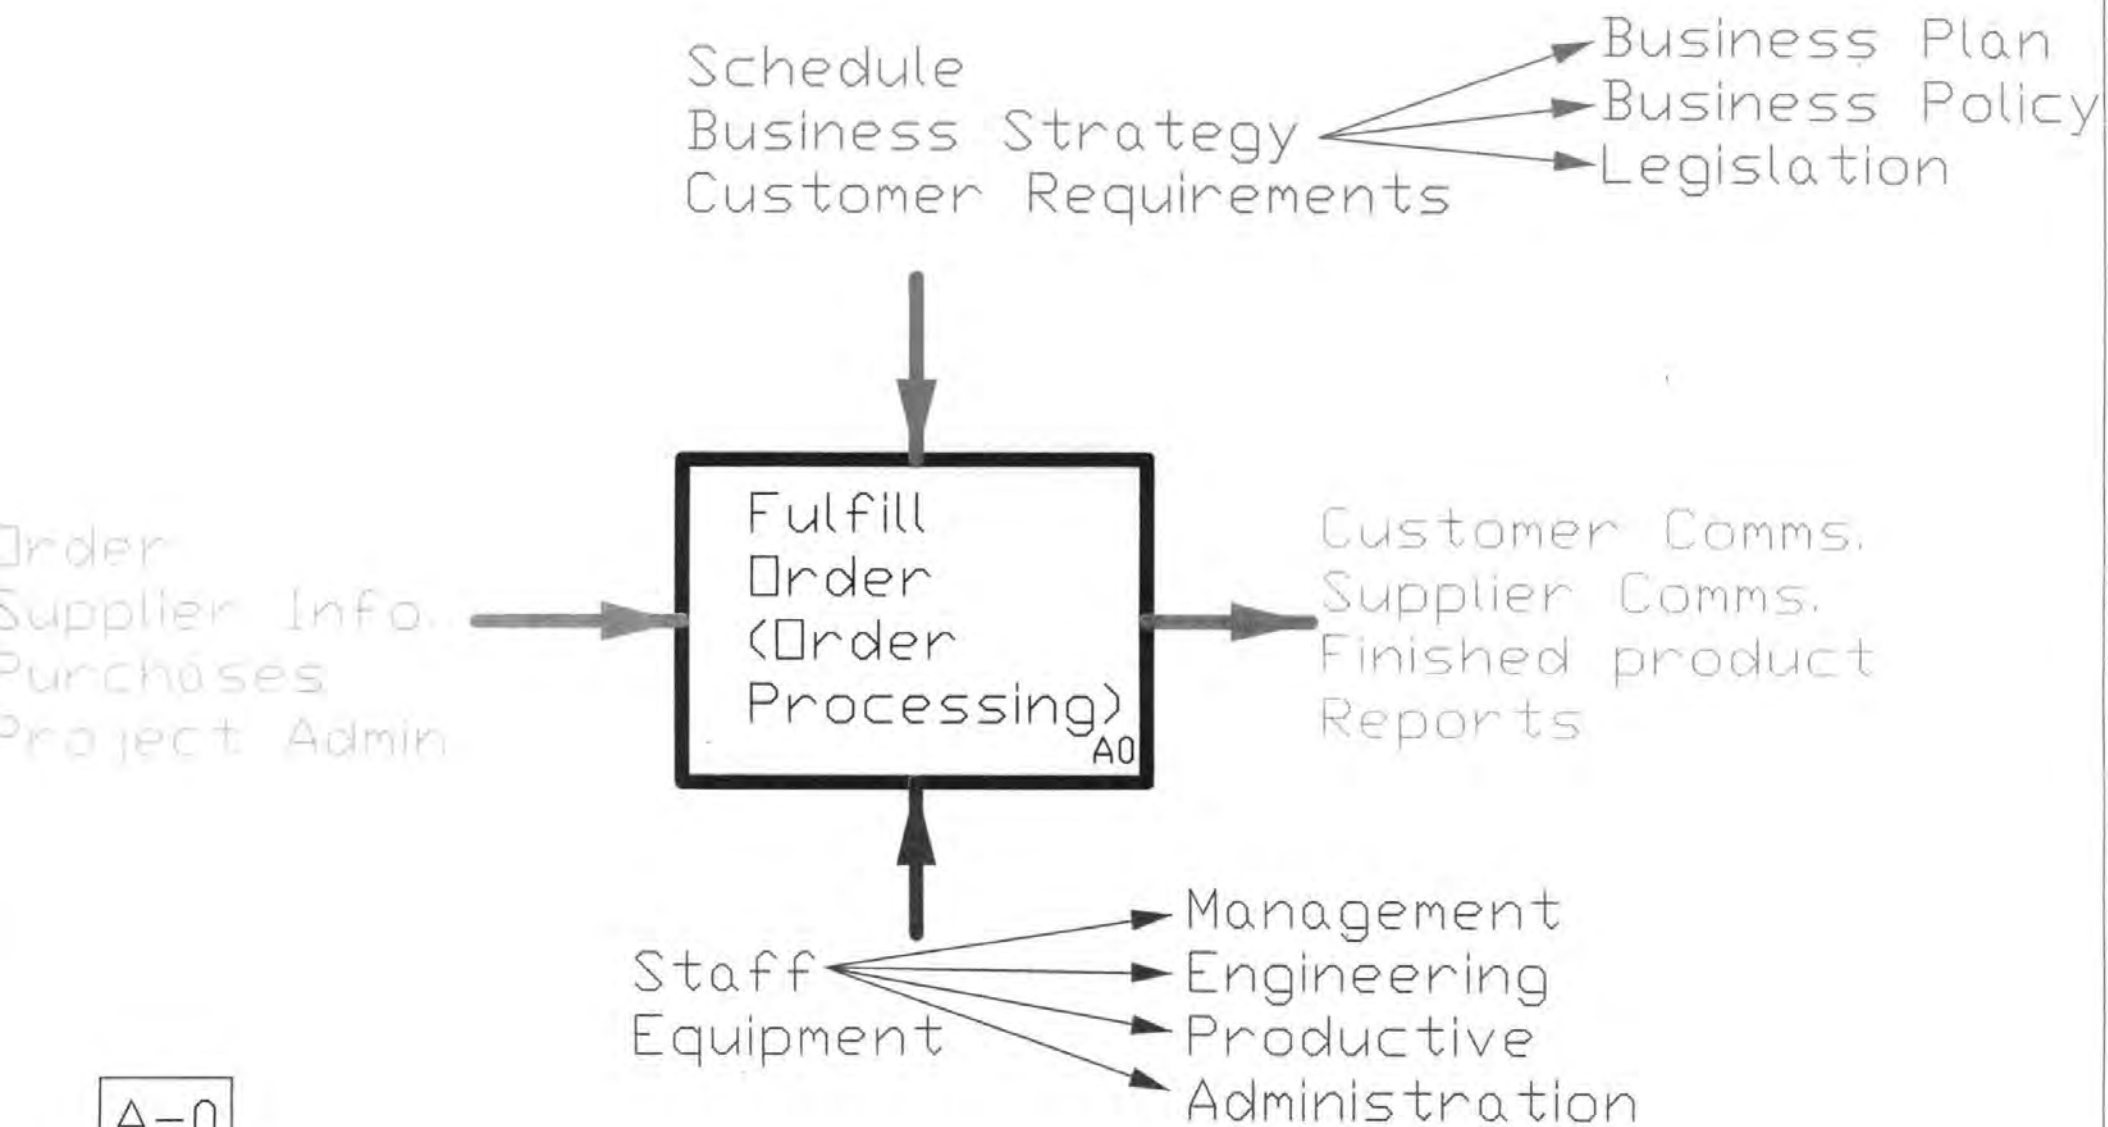 Schedule
Business Strategy
Customer Requirements
Business Plan
Business Policy
Legislation
Order
Supplier Info.
Purchases
Project Admin
Fulfill
Order
(Order
Processing)
A0
Customer Comms.
Supplier Comms.
Finished product
Reports
Staff
Equipment
Management
Engineering
Productive
Administration
A-0